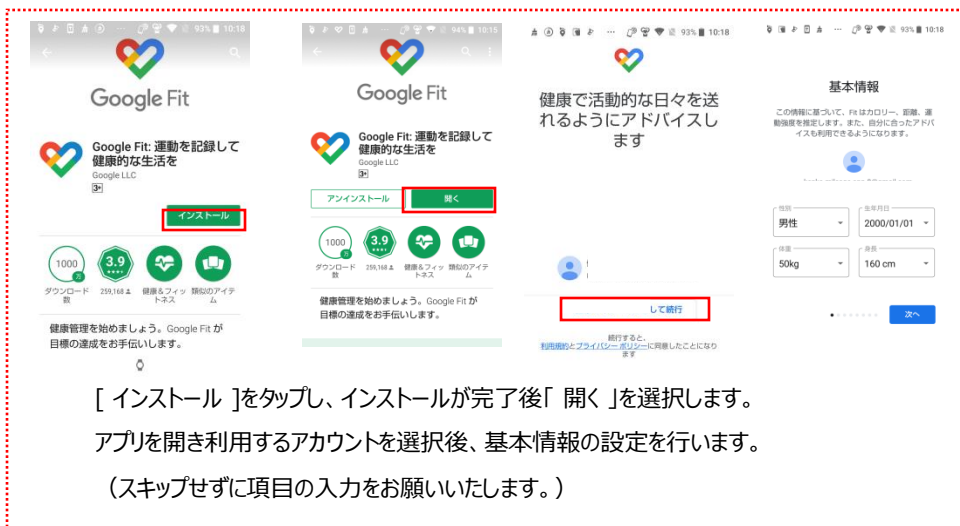 93% 10:18
Google Fit
Google Fit: 運動を記録して
健康的な生活を
Google LLC
3+
インストール
1000
万
3.9
ダウンロード
数
259,168
健康&フィッ
トネス
類似のアイテ
ム
健康管理を始めましょう。Google Fit が
目標の達成をお手伝いします。
94% 10:15
Google Fit
Google Fit: 運動を記録して
健康的な生活を
Google LLC
3+
アンインストール
開く
1000
万
3.9
ダウンロード
数
259,168
健康&フィッ
トネス
類似のアイテ
ム
健康管理を始めましょう。Google Fit が
目標の達成をお手伝いします。
93% 10:18
健康で活動的な日々を送
れるようにアドバイスし
ます
して続行
続行すると、
利用規約とプライバシー ポリシーに同意したことになり
ます
92% 10:18
基本情報
この情報に基づいて、Fit はカロリー、距離、運
動強度を推定します。また、自分に合ったアドバ
イスも利用できるようになります。
性別
男性
生年月日
2000/01/01
体重
50kg
身長
160 cm
次へ
[ インストール ]をタップし、インストールが完了後「 開く 」を選択します。
アプリを開き利用するアカウントを選択後、基本情報の設定を行います。
（スキップせずに項目の入力をお願いいたします。）